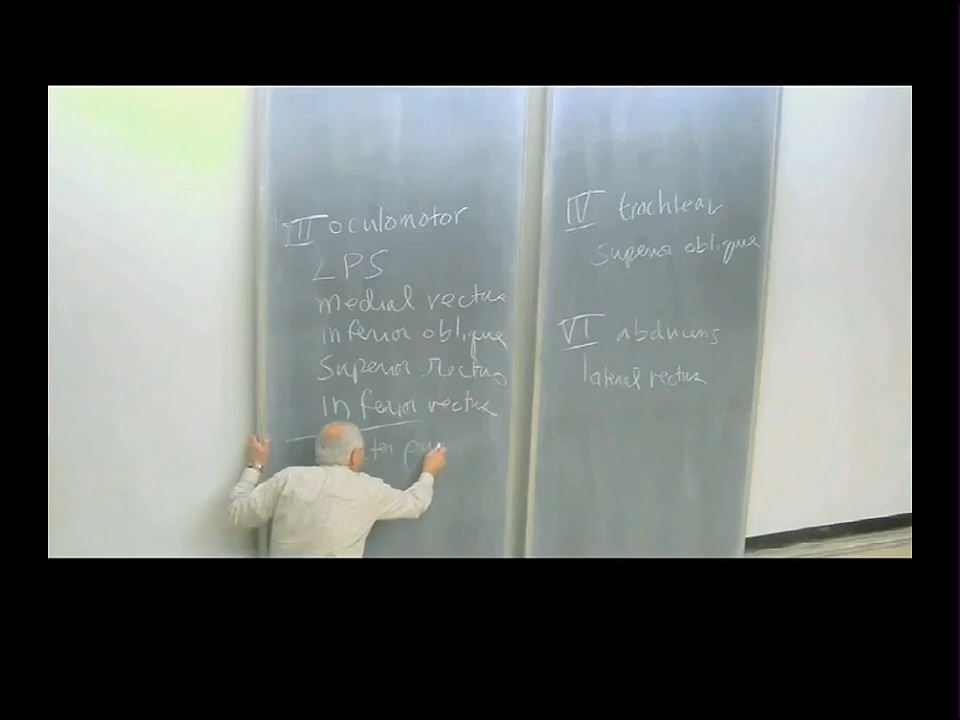 III oculomotor
LPS
medial rectus
inferior oblique
Superior Rectus
Inferior rectus
IV trochlear
Superior oblique
VI abducens
lateral rectus